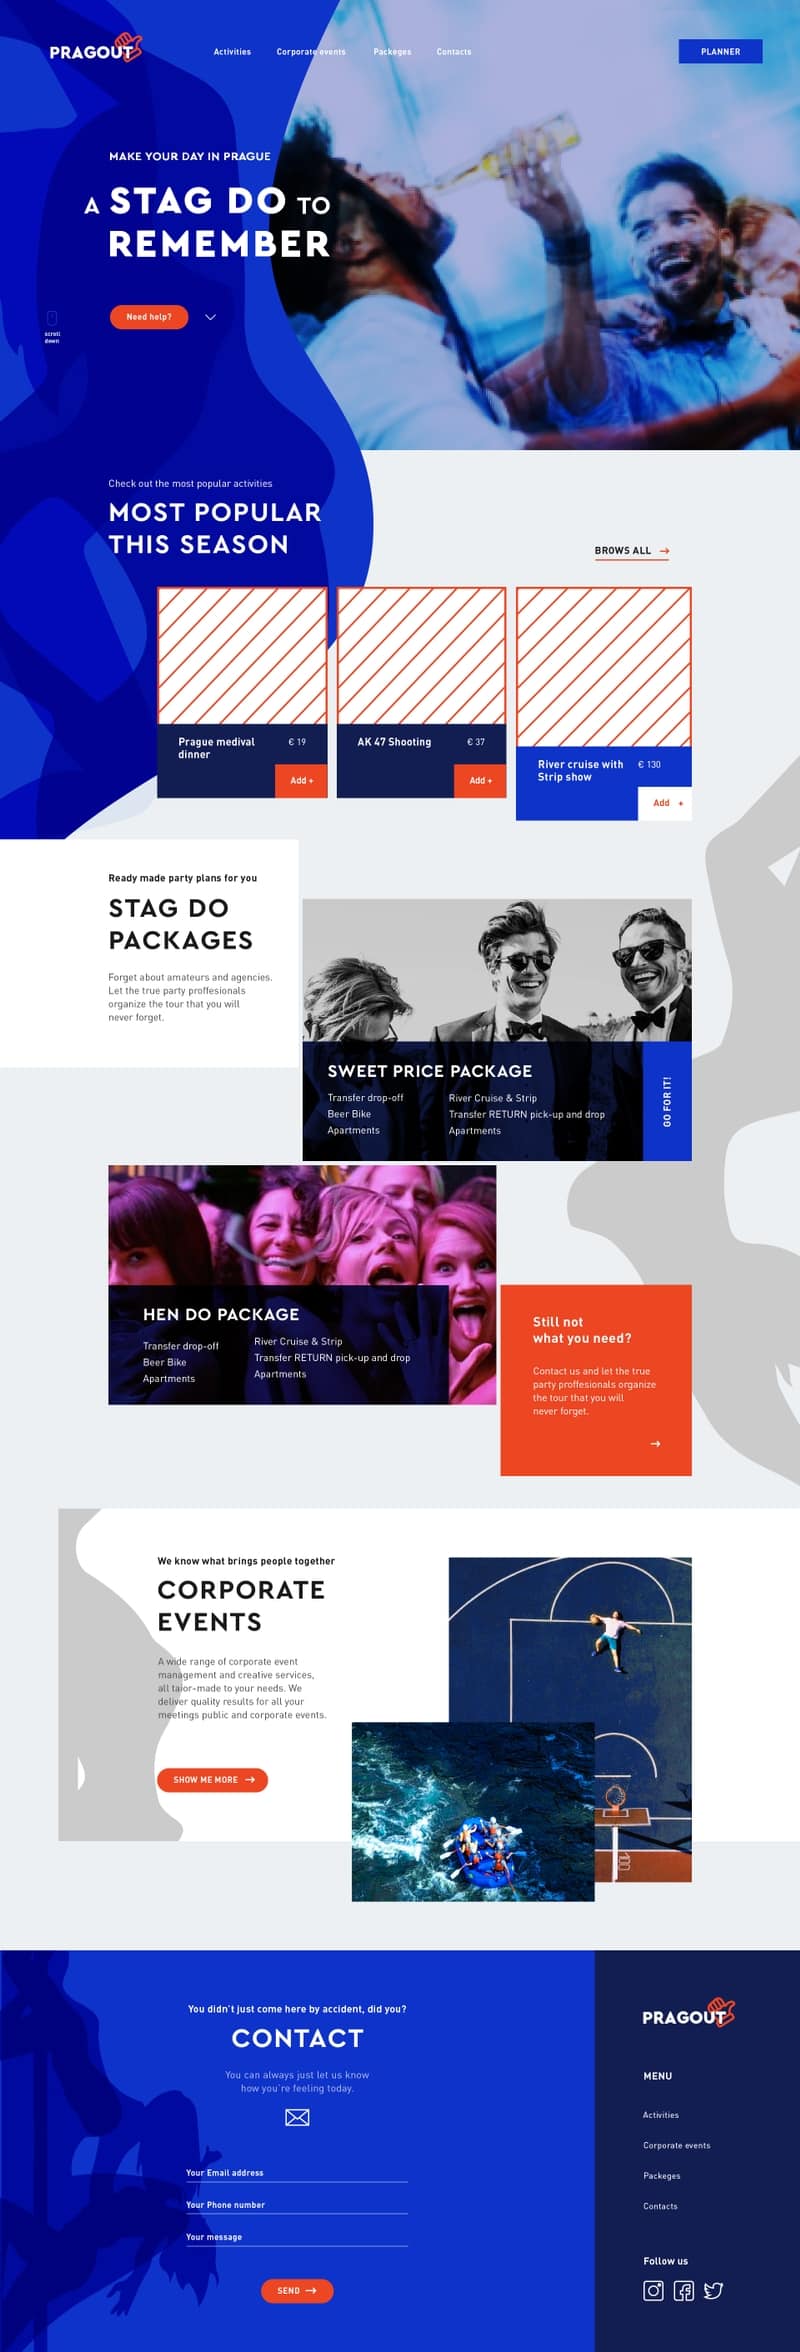 PRAGOUT
Activities
Corporate events
Packeges
Contacts
PLANNER
MAKE YOUR DAY IN PRAGUE
A STAG DO TO
REMEMBER
Need help?
scroll
down
Check out the most popular activities
MOST POPULAR
THIS SEASON
BROWS ALL →
Prague medival
dinner
€ 19
Add +
AK 47 Shooting
€ 37
Add +
River cruise with
Strip show
€ 130
Add +
Ready made party plans for you
STAG DO
PACKAGES
Forget about amateurs and agencies.
Let the true party proffesionals
organize the tour that you will
never forget.
SWEET PRICE PACKAGE
Transfer drop-off
Beer Bike
Apartments
River Cruise & Strip
Transfer RETURN pick-up and drop
Apartments
GO FOR IT!
HEN DO PACKAGE
Transfer drop-off
Beer Bike
Apartments
River Cruise & Strip
Transfer RETURN pick-up and drop
Apartments
Still not
what you need?
Contact us and let the true
party proffesionals organize
the tour that you will
never forget.
→
We know what brings people together
CORPORATE
EVENTS
A wide range of corporate event
management and creative services,
all taior-made to your needs. We
deliver quality results for all your
meetings public and corporate events.
SHOW ME MORE →
You didn't just come here by accident, did you?
CONTACT
You can always just let us know
how you're feeling today.
Your Email address
Your Phone number
Your message
SEND →
PRAGOUT
MENU
Activities
Corporate events
Packeges
Contacts
Follow us